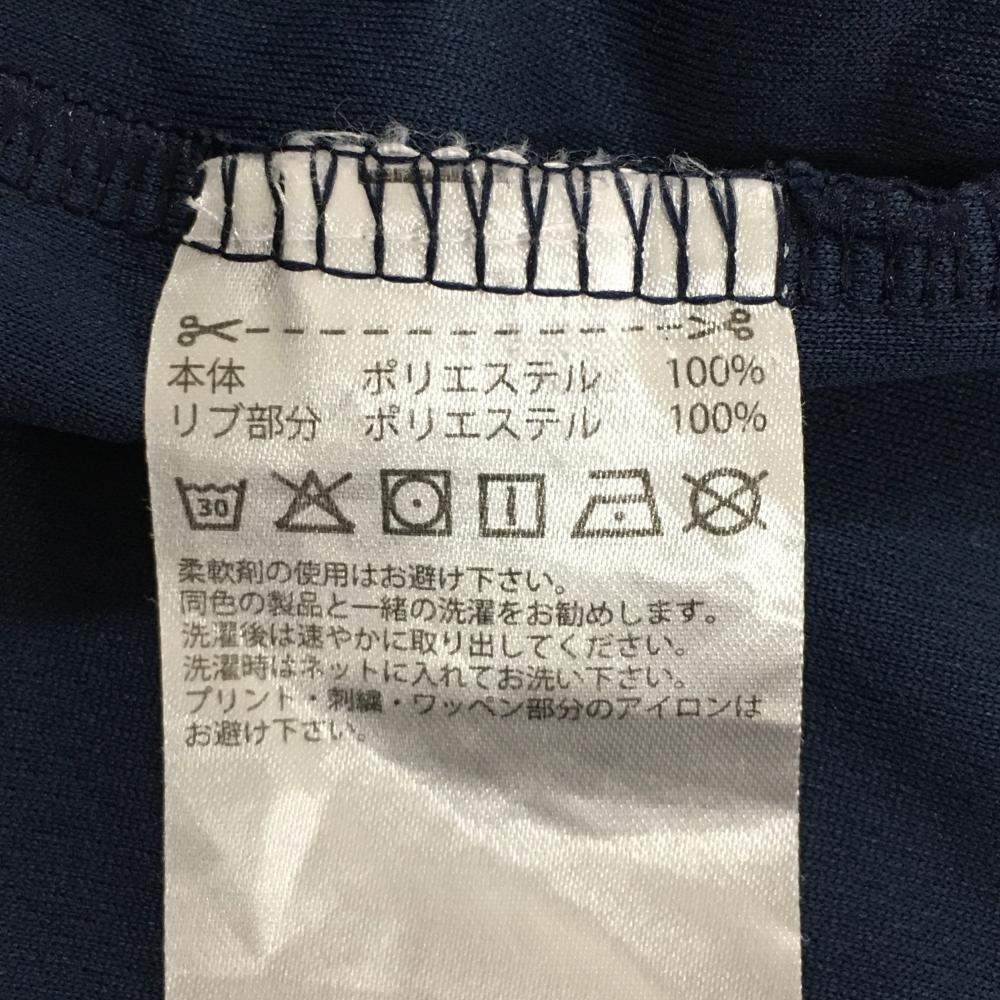 本体 ポリエステル 100%
リブ部分 ポリエステル 100%
30
柔軟剤の使用はお避け下さい。
同色の製品と一緒の洗濯をお勧めします。
洗濯後は速やかに取り出してください。
洗濯時はネットに入れてお洗い下さい。
プリント・刺繍・ワッペン部分のアイロンは
お避け下さい。